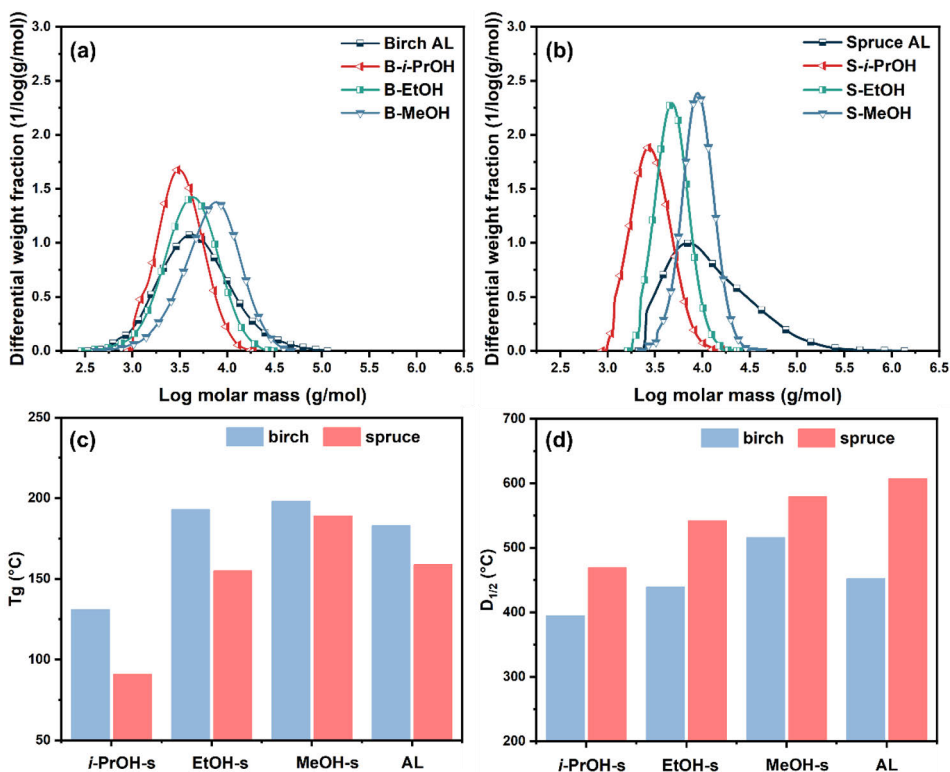 (a)
Birch AL
B-i-PrOH
B-EtOH
B-MeOH
Differential weight fraction (1/log(g/mol))
3.0
2.5
2.0
1.5
1.0
0.5
0.0
2.5 3.0 3.5 4.0 4.5 5.0 5.5 6.0 6.5
Log molar mass (g/mol)
(b)
Spruce AL
S-i-PrOH
S-EtOH
S-MeOH
Differential weight fraction (1/log(g/mol))
3.0
2.5
2.0
1.5
1.0
0.5
0.0
2.5 3.0 3.5 4.0 4.5 5.0 5.5 6.0 6.5
Log molar mass (g/mol)
(c)
birch spruce
Tg (°C)
250
200
150
100
50
i-PrOH-s EtOH-s MeOH-s AL
(d)
birch spruce
D1/2 (°C)
700
600
500
400
300
200
i-PrOH-s EtOH-s MeOH-s AL